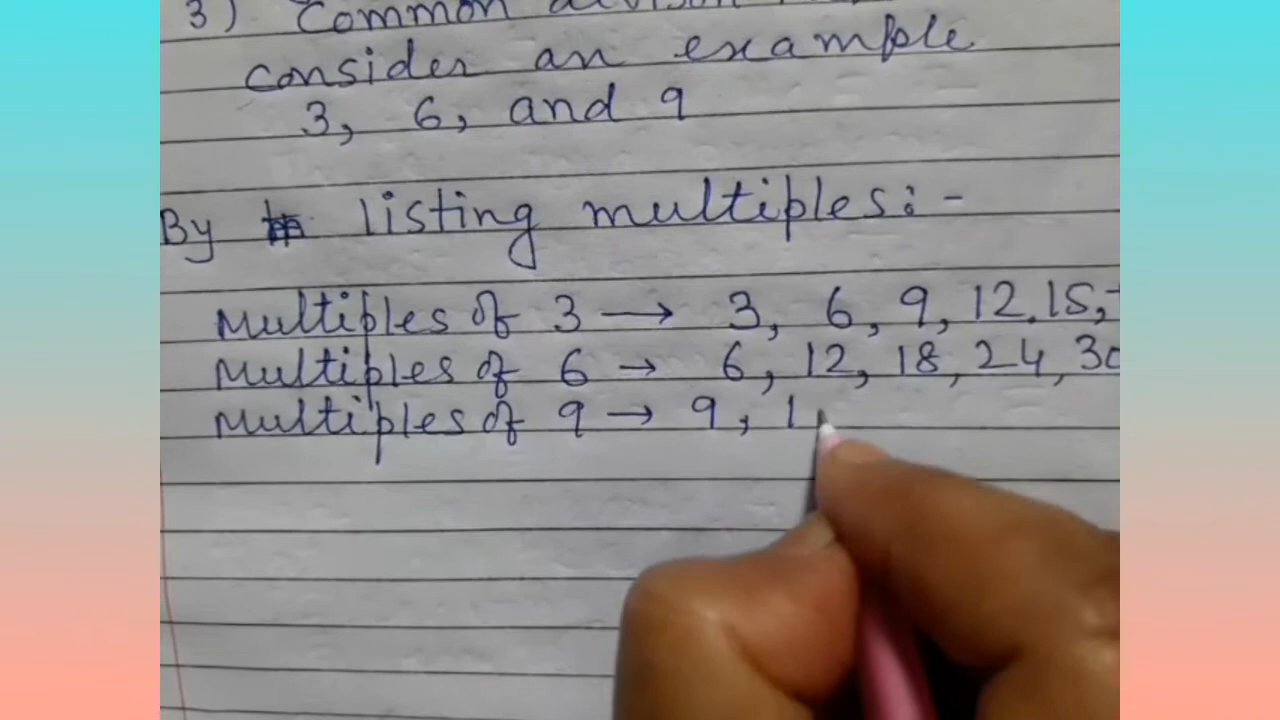 3) Common
consider an example
3, 6, and 9
By listing multiples:-
Multiples of 3 → 3, 6, 9, 12, 15,
Multiples of 6 → 6, 12, 18, 24, 30
Multiples of 9 → 9, 1